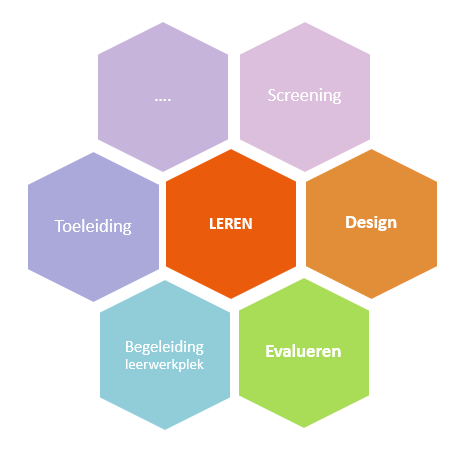 ....
Screening
Toeleiding
LEREN
Design
Begeleiding
leerwerkplek
Evalueren